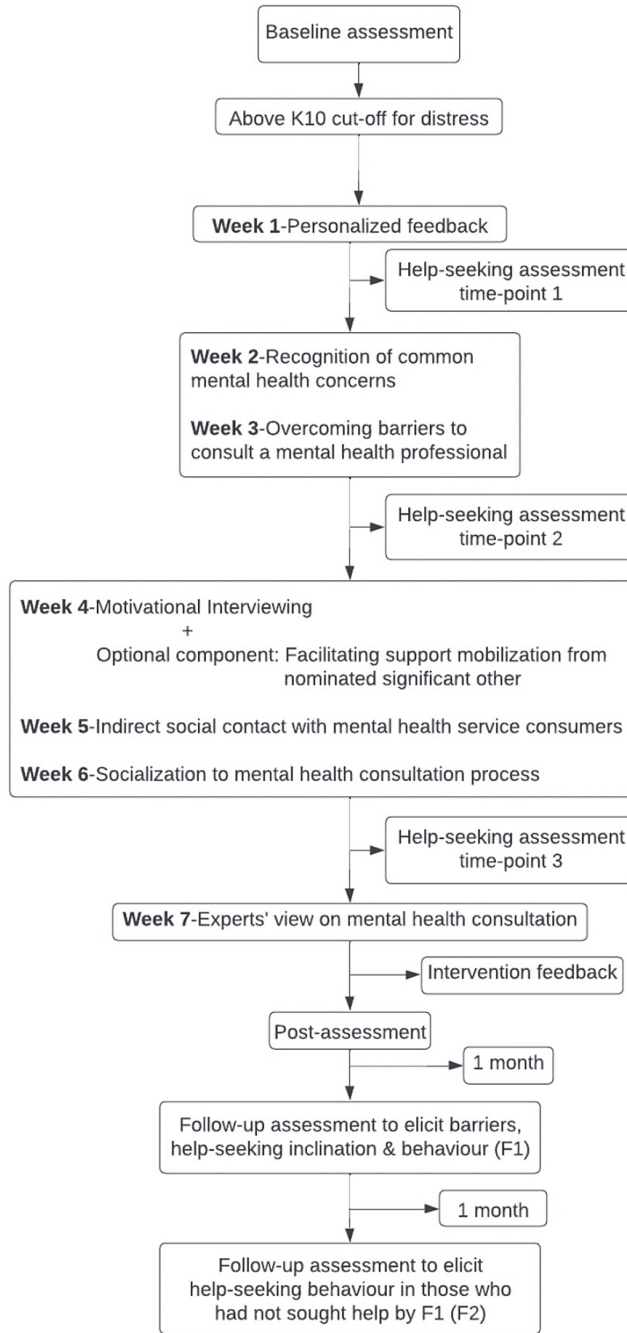 Baseline assessment
Above K10 cut-off for distress
Week 1-Personalized feedback
Help-seeking assessment
time-point 1
Week 2-Recognition of common
mental health concerns
Week 3-Overcoming barriers to
consult a mental health professional
Help-seeking assessment
time-point 2
Week 4-Motivational Interviewing
+
Optional component: Facilitating support mobilization from
nominated significant other
Week 5-Indirect social contact with mental health service consumers
Week 6-Socialization to mental health consultation process
Help-seeking assessment
time-point 3
Week 7-Experts' view on mental health consultation
Intervention feedback
Post-assessment
1 month
Follow-up assessment to elicit barriers,
help-seeking inclination & behaviour (F1)
1 month
Follow-up assessment to elicit
help-seeking behaviour in those who
had not sought help by F1 (F2)